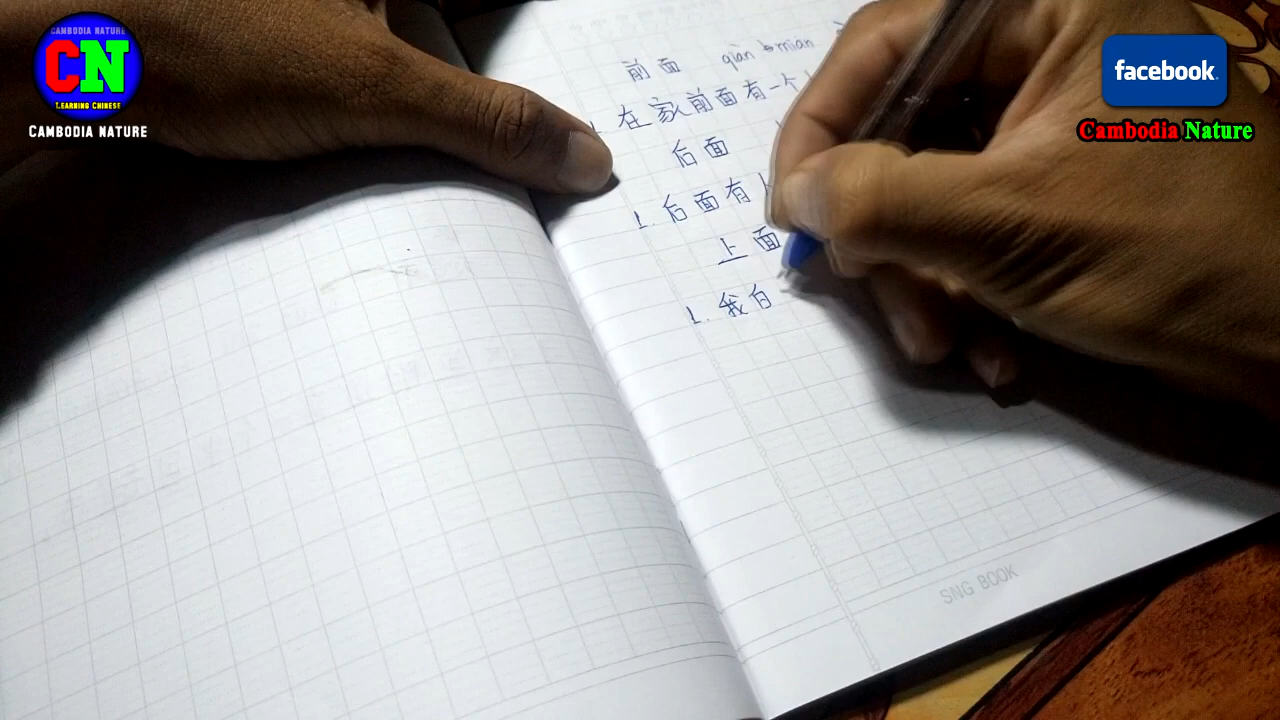 CAMBODIA NATURE
CN
LEARNING CHINESE
CAMBODIA NATURE
facebook
Cambodia Nature
前面 qián mián
1. 在家前面有一个
后面
1. 后面有
上面
1. 我白
SNG BOOK